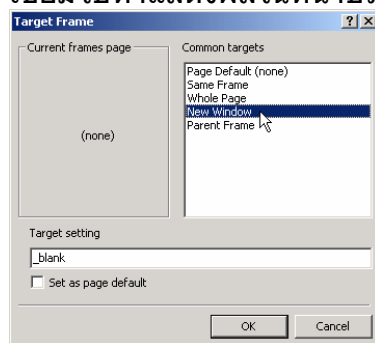 Target Frame
Current frames page
Common targets
Page Default (none)
Same Frame
Whole Page
New Window
Parent Frame
(none)
Target setting
_blank
Set as page default
OK
Cancel